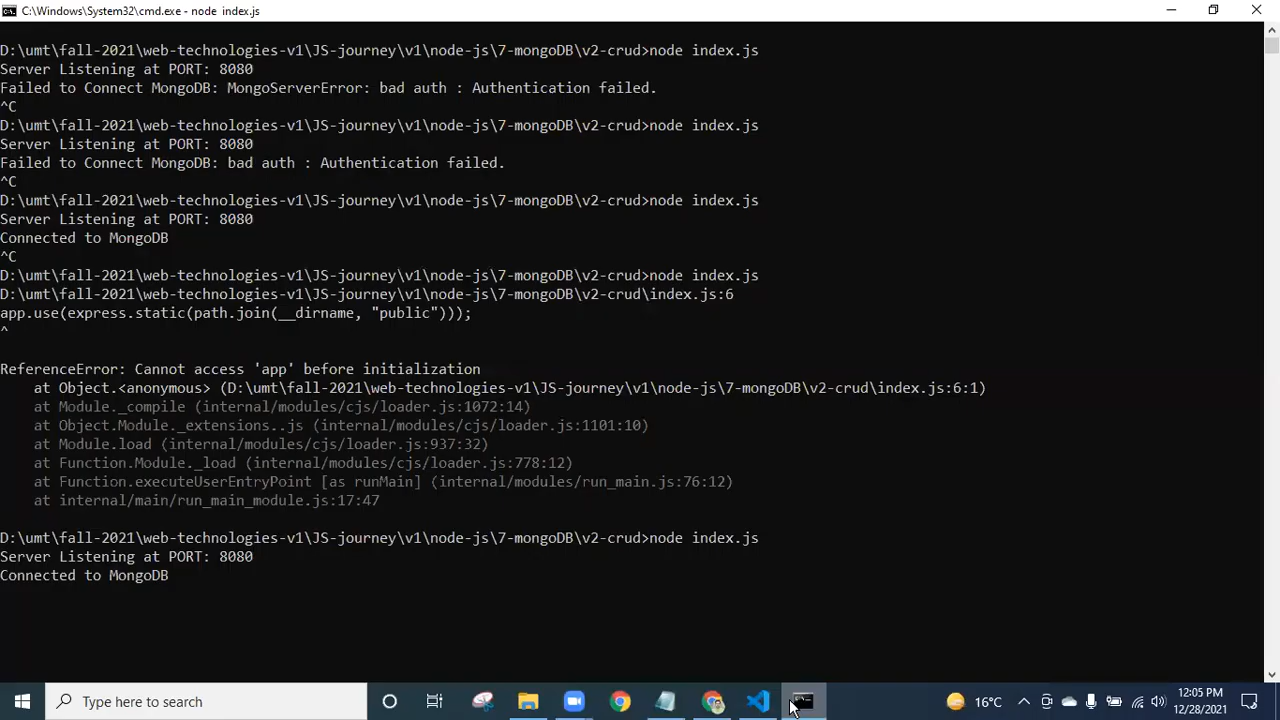 C:\Windows\System32\cmd.exe - node  index.js
D:\umt\fall-2021\web-technologies-v1\JS-journey\v1\node-js\7-mongoDB\v2-crud>node index.js
Server Listening at PORT: 8080
Failed to Connect MongoDB: MongoServerError: bad auth : Authentication failed.
^C
D:\umt\fall-2021\web-technologies-v1\JS-journey\v1\node-js\7-mongoDB\v2-crud>node index.js
Server Listening at PORT: 8080
Failed to Connect MongoDB: bad auth : Authentication failed.
^C
D:\umt\fall-2021\web-technologies-v1\JS-journey\v1\node-js\7-mongoDB\v2-crud>node index.js
Server Listening at PORT: 8080
Connected to MongoDB
^C
D:\umt\fall-2021\web-technologies-v1\JS-journey\v1\node-js\7-mongoDB\v2-crud>node index.js
D:\umt\fall-2021\web-technologies-v1\JS-journey\v1\node-js\7-mongoDB\v2-crud\index.js:6
app.use(express.static(path.join(__dirname, "public")));
^
ReferenceError: Cannot access 'app' before initialization
    at Object.<anonymous> (D:\umt\fall-2021\web-technologies-v1\JS-journey\v1\node-js\7-mongoDB\v2-crud\index.js:6:1)
    at Module._compile (internal/modules/cjs/loader.js:1072:14)
    at Object.Module._extensions..js (internal/modules/cjs/loader.js:1101:10)
    at Module.load (internal/modules/cjs/loader.js:937:32)
    at Function.Module._load (internal/modules/cjs/loader.js:778:12)
    at Function.executeUserEntryPoint [as runMain] (internal/modules/run_main.js:76:12)
    at internal/main/run_main_module.js:17:47
D:\umt\fall-2021\web-technologies-v1\JS-journey\v1\node-js\7-mongoDB\v2-crud>node index.js
Server Listening at PORT: 8080
Connected to MongoDB
Type here to search
16°C
12:05 PM
12/28/2021